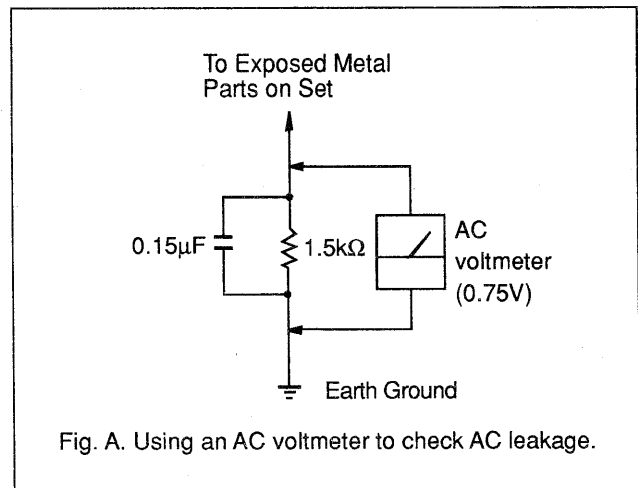 To Exposed Metal
Parts on Set
0.15µF
1.5kΩ
AC
voltmeter
(0.75V)
Earth Ground
Fig. A. Using an AC voltmeter to check AC leakage.